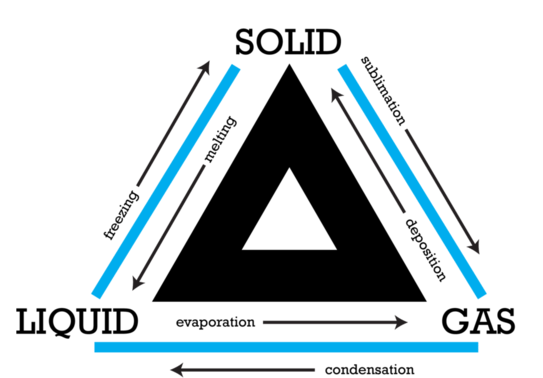 SOLID
sublimation
melting
freezing
deposition
LIQUID
evaporation
GAS
condensation